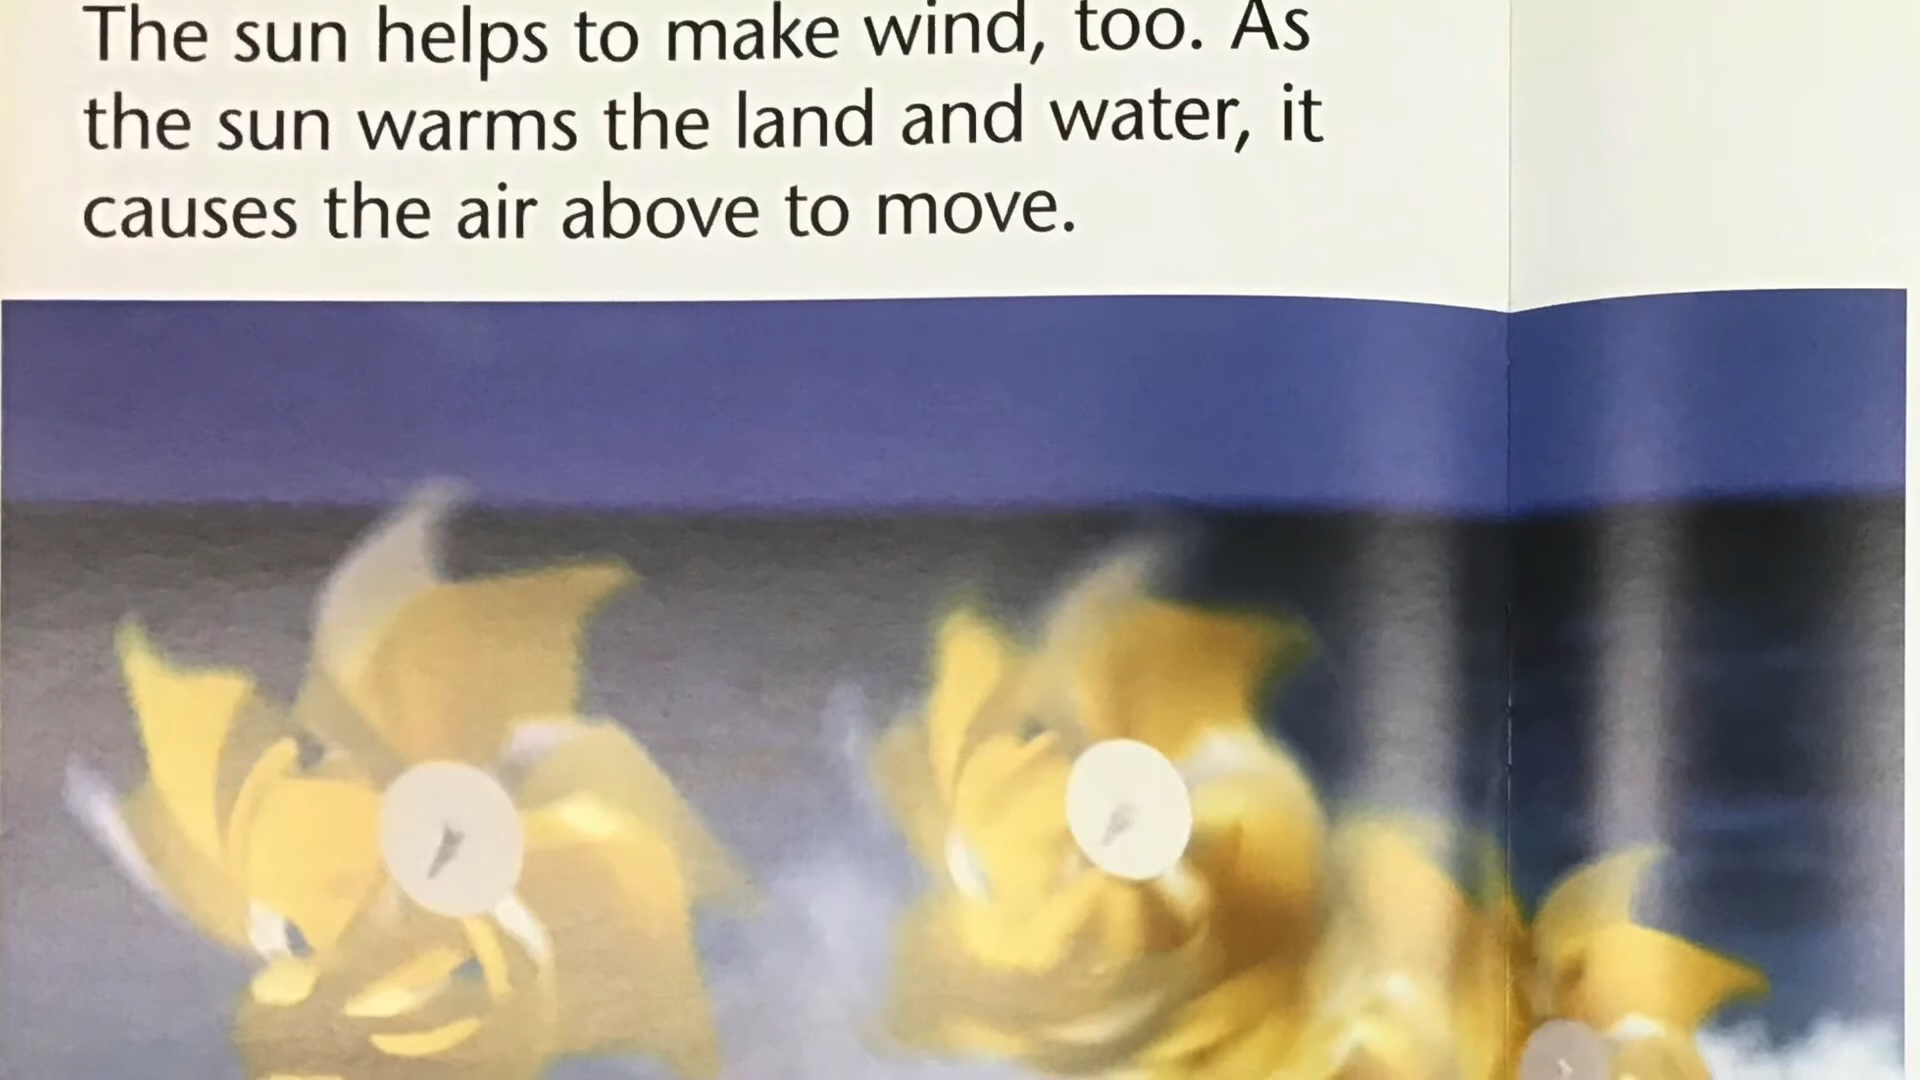 The sun helps to make wind, too. As
the sun warms the land and water, it
causes the air above to move.